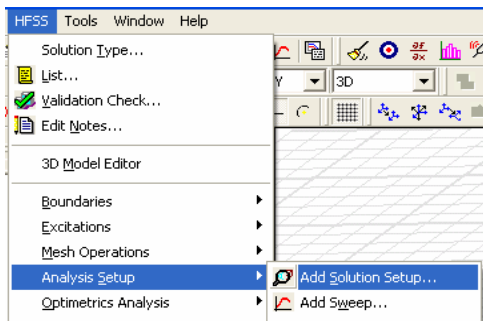 HFSS Tools Window Help
Solution Type...
List...
Validation Check...
Edit Notes...
Y 3D
3D Model Editor
Boundaries
Excitations
Mesh Operations
Analysis Setup Add Solution Setup...
Optimetrics Analysis Add Sweep...